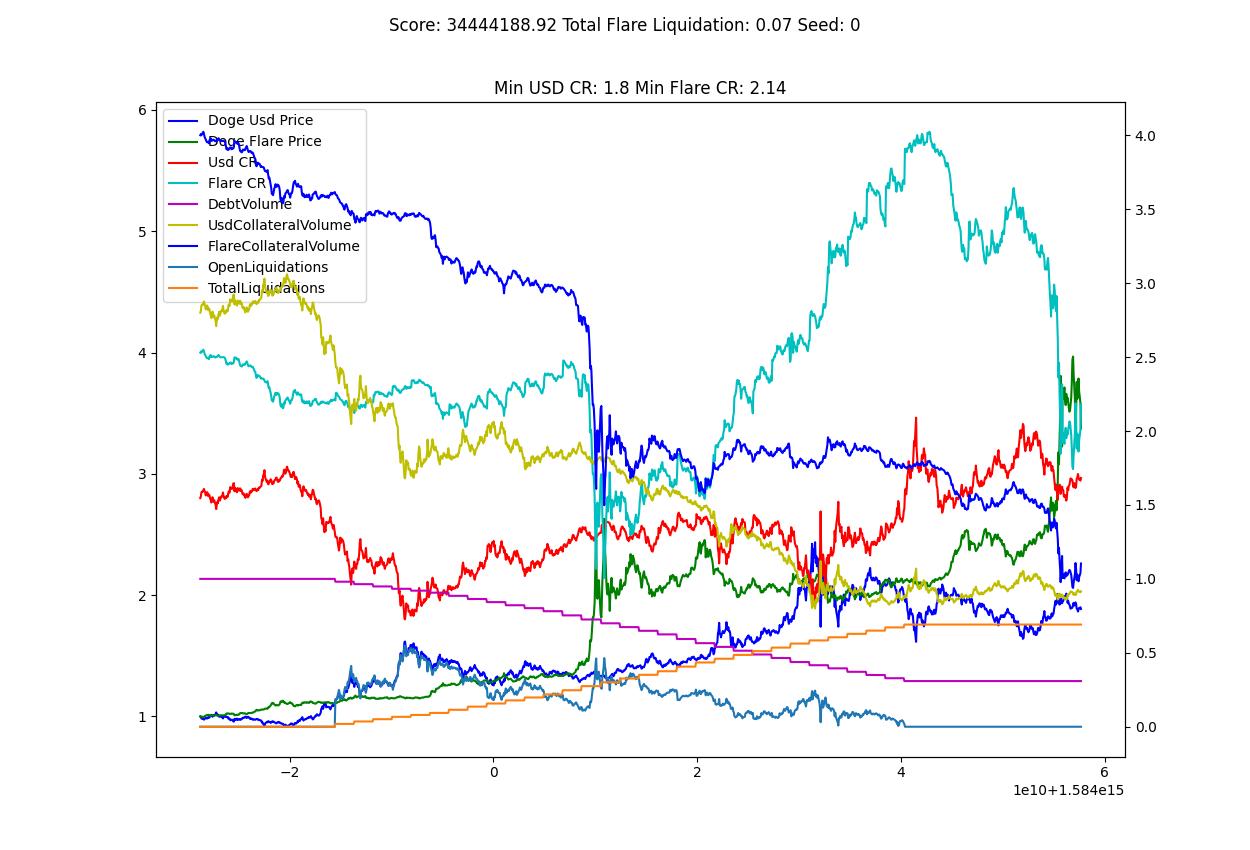 Score: 34444188.92 Total Flare Liquidation: 0.07 Seed: 0
Min USD CR: 1.8 Min Flare CR: 2.14
Doge Usd Price
Doge Flare Price
Usd CR
Flare CR
DebtVolume
UsdCollateralVolume
FlareCollateralVolume
OpenLiquidations
TotalLiquidations
6
5
4
3
2
1
4.0
3.5
3.0
2.5
2.0
1.5
1.0
0.5
0.0
−2
0
2
4
6
1e10+1.584e15